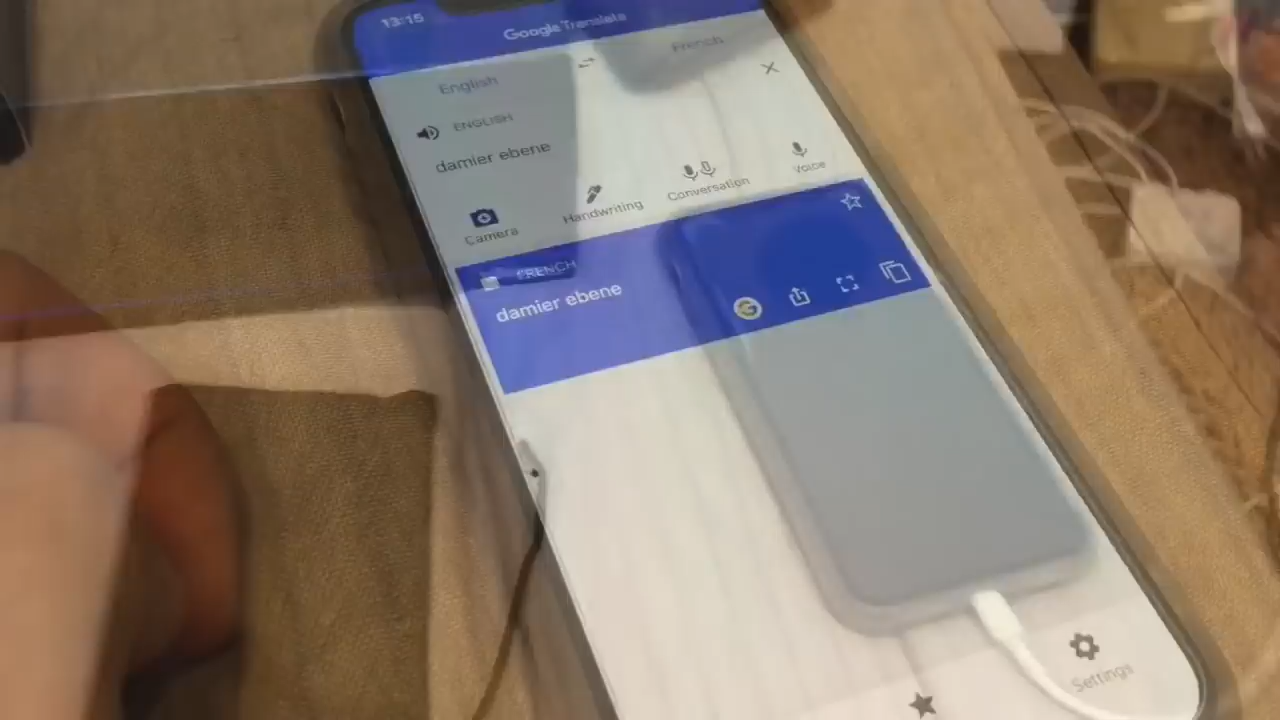 13:15
Google Translate
English
French
ENGLISH
damier ebene
Camera
Handwriting
Conversation
Voice
FRENCH
damier ebene
G
Settings